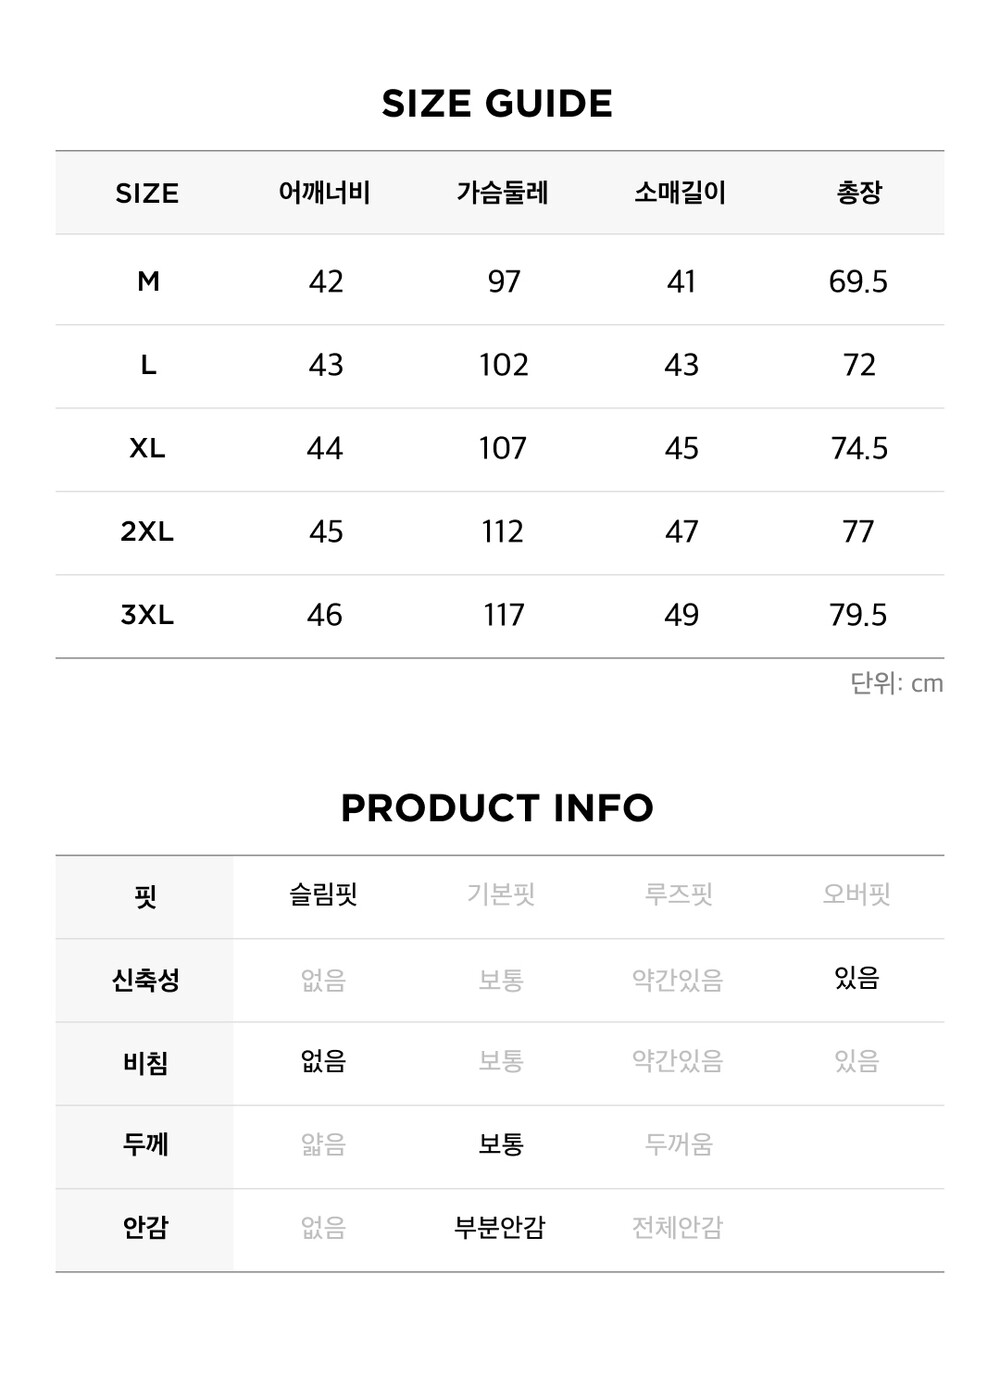 SIZE GUIDE
SIZE 어깨너비 가슴둘레 소매길이 총장
M 42 97 41 69.5
L 43 102 43 72
XL 44 107 45 74.5
2XL 45 112 47 77
3XL 46 117 49 79.5
단위: cm
PRODUCT INFO
핏 슬림핏 기본핏 루즈핏 오버핏
신축성 없음 보통 약간있음 있음
비침 없음 보통 약간있음 있음
두께 얇음 보통 두꺼움
안감 없음 부분안감 전체안감